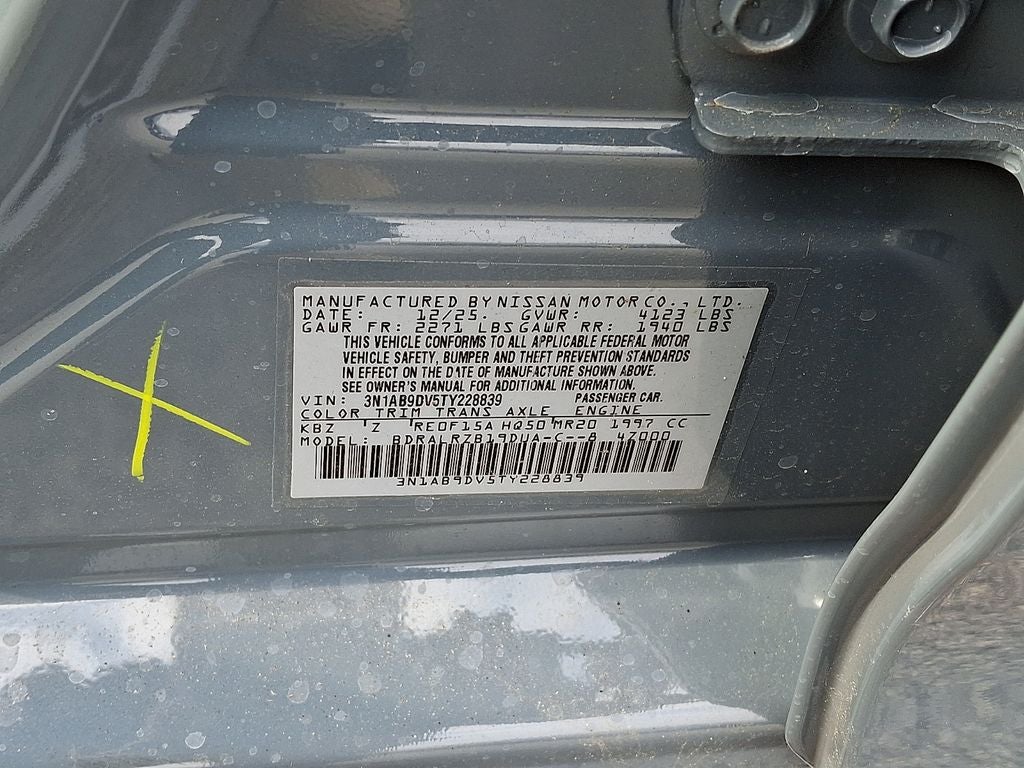 MANUFACTURED BY NISSAN MOTOR CO., LTD.
DATE: 12/25. GVWR: 4123 LBS
GAWR FR: 2271 LBS GAWR RR: 1940 LBS
THIS VEHICLE CONFORMS TO ALL APPLICABLE FEDERAL MOTOR
VEHICLE SAFETY, BUMPER AND THEFT PREVENTION STANDARDS
IN EFFECT ON THE DATE OF MANUFACTURE SHOWN ABOVE.
SEE OWNER'S MANUAL FOR ADDITIONAL INFORMATION.
VIN: 3N1AB9DV5TY228839 PASSENGER CAR.
COLOR TRIM TRANS AXLE ENGINE
KBZ 'Z RE0F15A HQ50 MR20 1997 CC
MODEL: BDRALRZB19DUA-C--8 47000
3N1AB9DV5TY228839